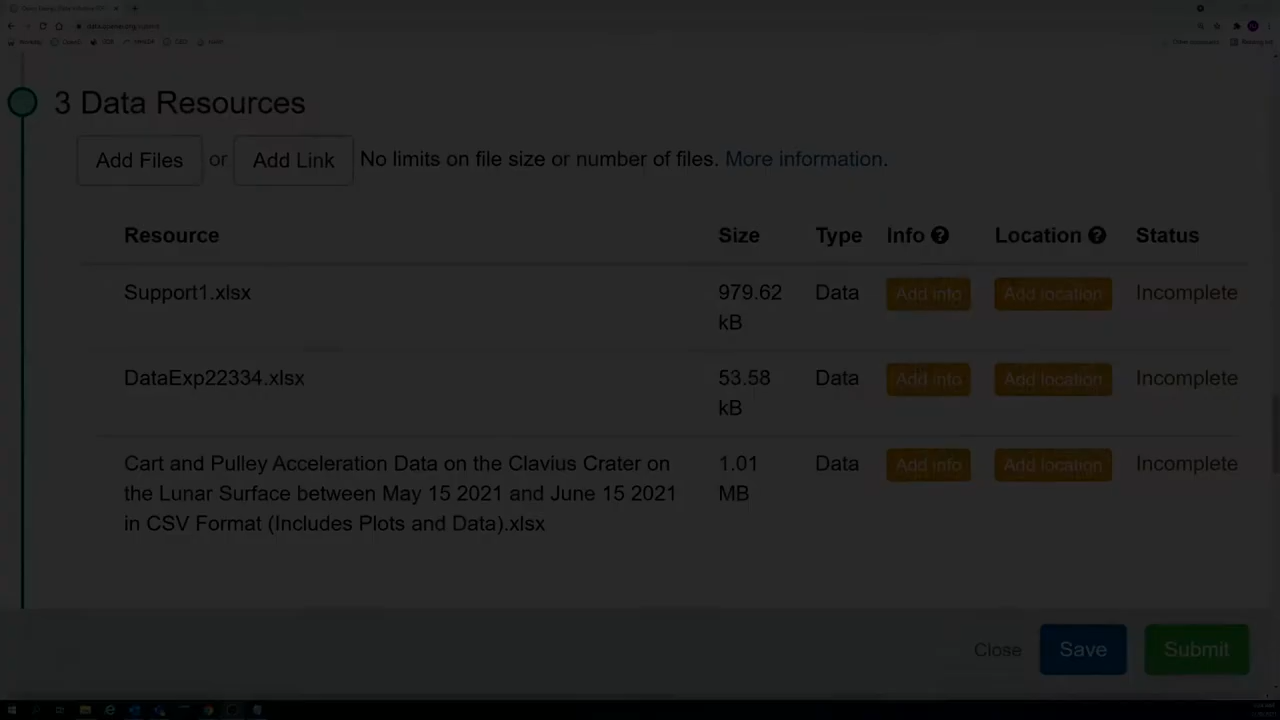 3 Data Resources
Add Files or Add Link No limits on file size or number of files. More information.
Resource Size Type Info Location Status
Support1.xlsx 979.62 kB Data Add info Add location Incomplete
DataExp22334.xlsx 53.58 kB Data Add info Add location Incomplete
Cart and Pulley Acceleration Data on the Clavius Crater on
the Lunar Surface between May 15 2021 and June 15 2021
in CSV Format (Includes Plots and Data).xlsx
1.01 MB Data Add info Add location Incomplete
Close Save Submit